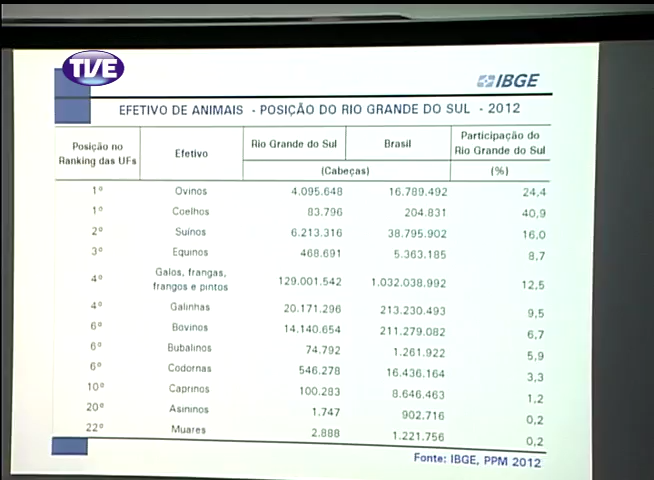 TVE
IBGE
EFETIVO DE ANIMAIS - POSIÇÃO DO RIO GRANDE DO SUL - 2012
Posição no Ranking das UFs Efetivo Rio Grande do Sul Brasil Participação do Rio Grande do Sul
(Cabeças) (%)
1º Ovinos 4.095.648 16.789.492 24,4
1º Coelhos 83.796 204.831 40,9
2º Suínos 6.213.316 38.795.902 16,0
3º Equinos 468.691 5.363.185 8,7
4º Galos, frangas, frangos e pintos 129.001.542 1.032.038.992 12,5
4º Galinhas 20.171.296 213.230.493 9,5
6º Bovinos 14.140.654 211.279.082 6,7
6º Bubalinos 74.792 1.261.922 5,9
6º Codornas 546.278 16.436.164 3,3
10º Caprinos 100.283 8.646.463 1,2
20º Asininos 1.747 902.716 0,2
22º Muares 2.888 1.221.756 0,2
Fonte: IBGE, PPM 2012